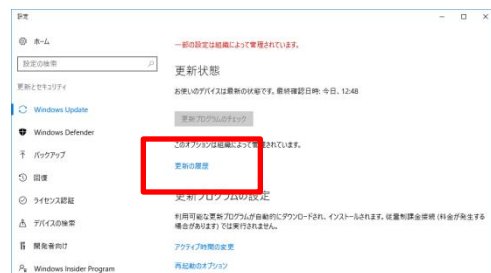 設定
ホーム
設定の検索
更新とセキュリティ
Windows Update
Windows Defender
バックアップ
回復
ライセンス認証
デバイスの検索
開発者向け
Windows Insider Program
一部の設定は組織によって管理されています。
更新状態
お使いのデバイスは最新の状態です。最終確認日時: 今日、12:48
更新プログラムのチェック
このオプションは組織によって管理されています。
更新の履歴
更新プログラムの設定
利用可能な更新プログラムが自動的にダウンロードされ、インストールされます。従量制課金接続 (料金が発生する
場合があります) では実行されません。
アクティブ時間の変更
再起動のオプション